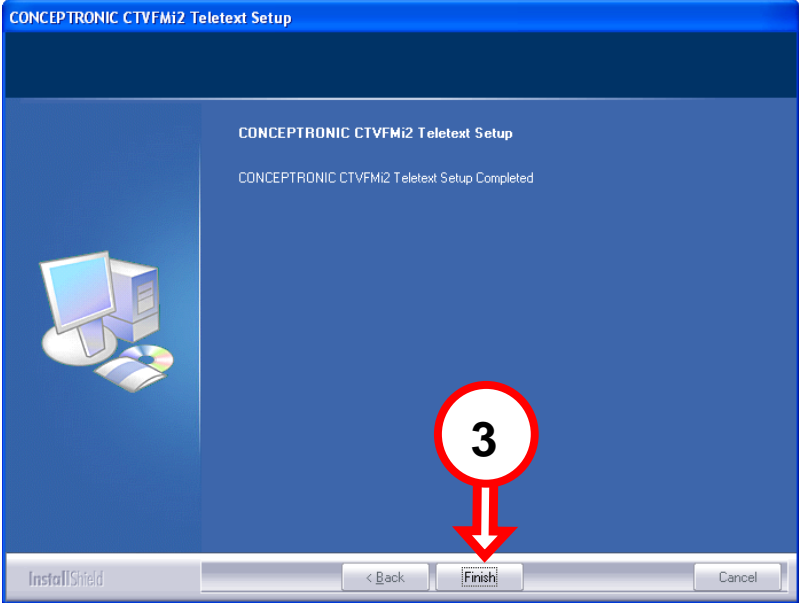 CONCEPTRONIC CTVFMi2 Teletext Setup
CONCEPTRONIC CTVFMi2 Teletext Setup
CONCEPTRONIC CTVFMi2 Teletext Setup Completed
3
InstallShield
< Back
Finish
Cancel